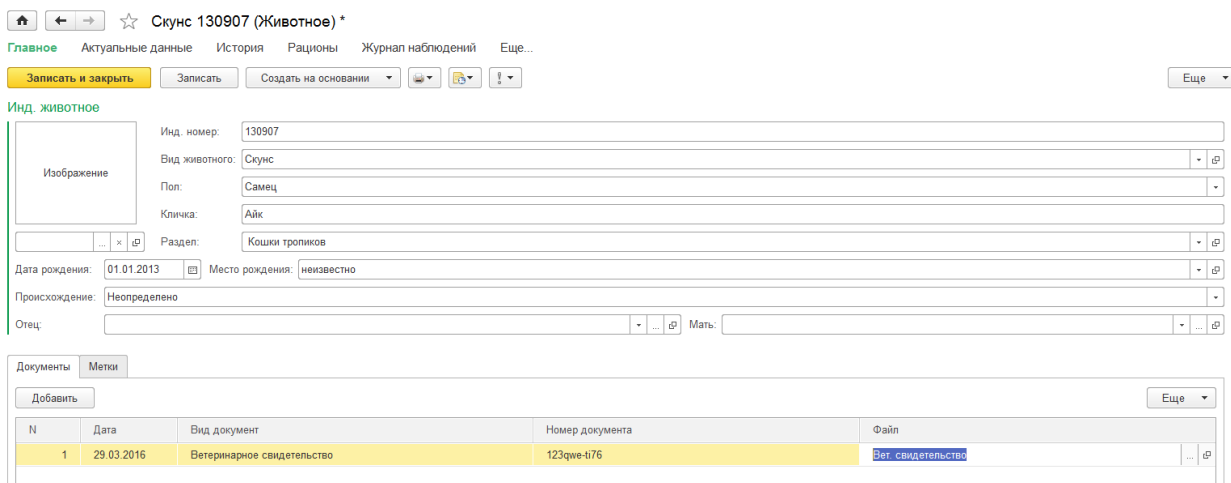 Скунс 130907 (Животное) *
Главное Актуальные данные История Рационы Журнал наблюдений Еще...
Записать и закрыть Записать Создать на основании Еще
Инд. животное
Изображение
Инд. номер: 130907
Вид животного: Скунс
Пол: Самец
Кличка: Айк
... × Раздел: Кошки тропиков
Дата рождения: 01.01.2013 Место рождения: неизвестно
Происхождение: Неопределено
Отец: ... Мать: ...
Документы Метки
Добавить Еще
N Дата Вид документ Номер документа Файл
1 29.03.2016 Ветеринарное свидетельство 123qwe-ti76 Вет. свидетельство ...